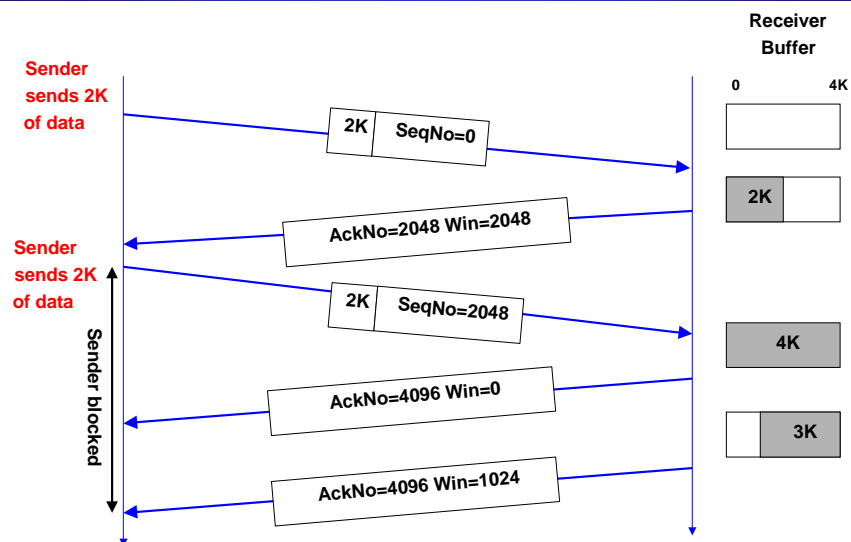 Receiver
Buffer
0 4K
Sender
sends 2K
of data
2K SeqNo=0
2K
AckNo=2048 Win=2048
Sender
sends 2K
of data
2K SeqNo=2048
4K
Sender blocked
AckNo=4096 Win=0
3K
AckNo=4096 Win=1024